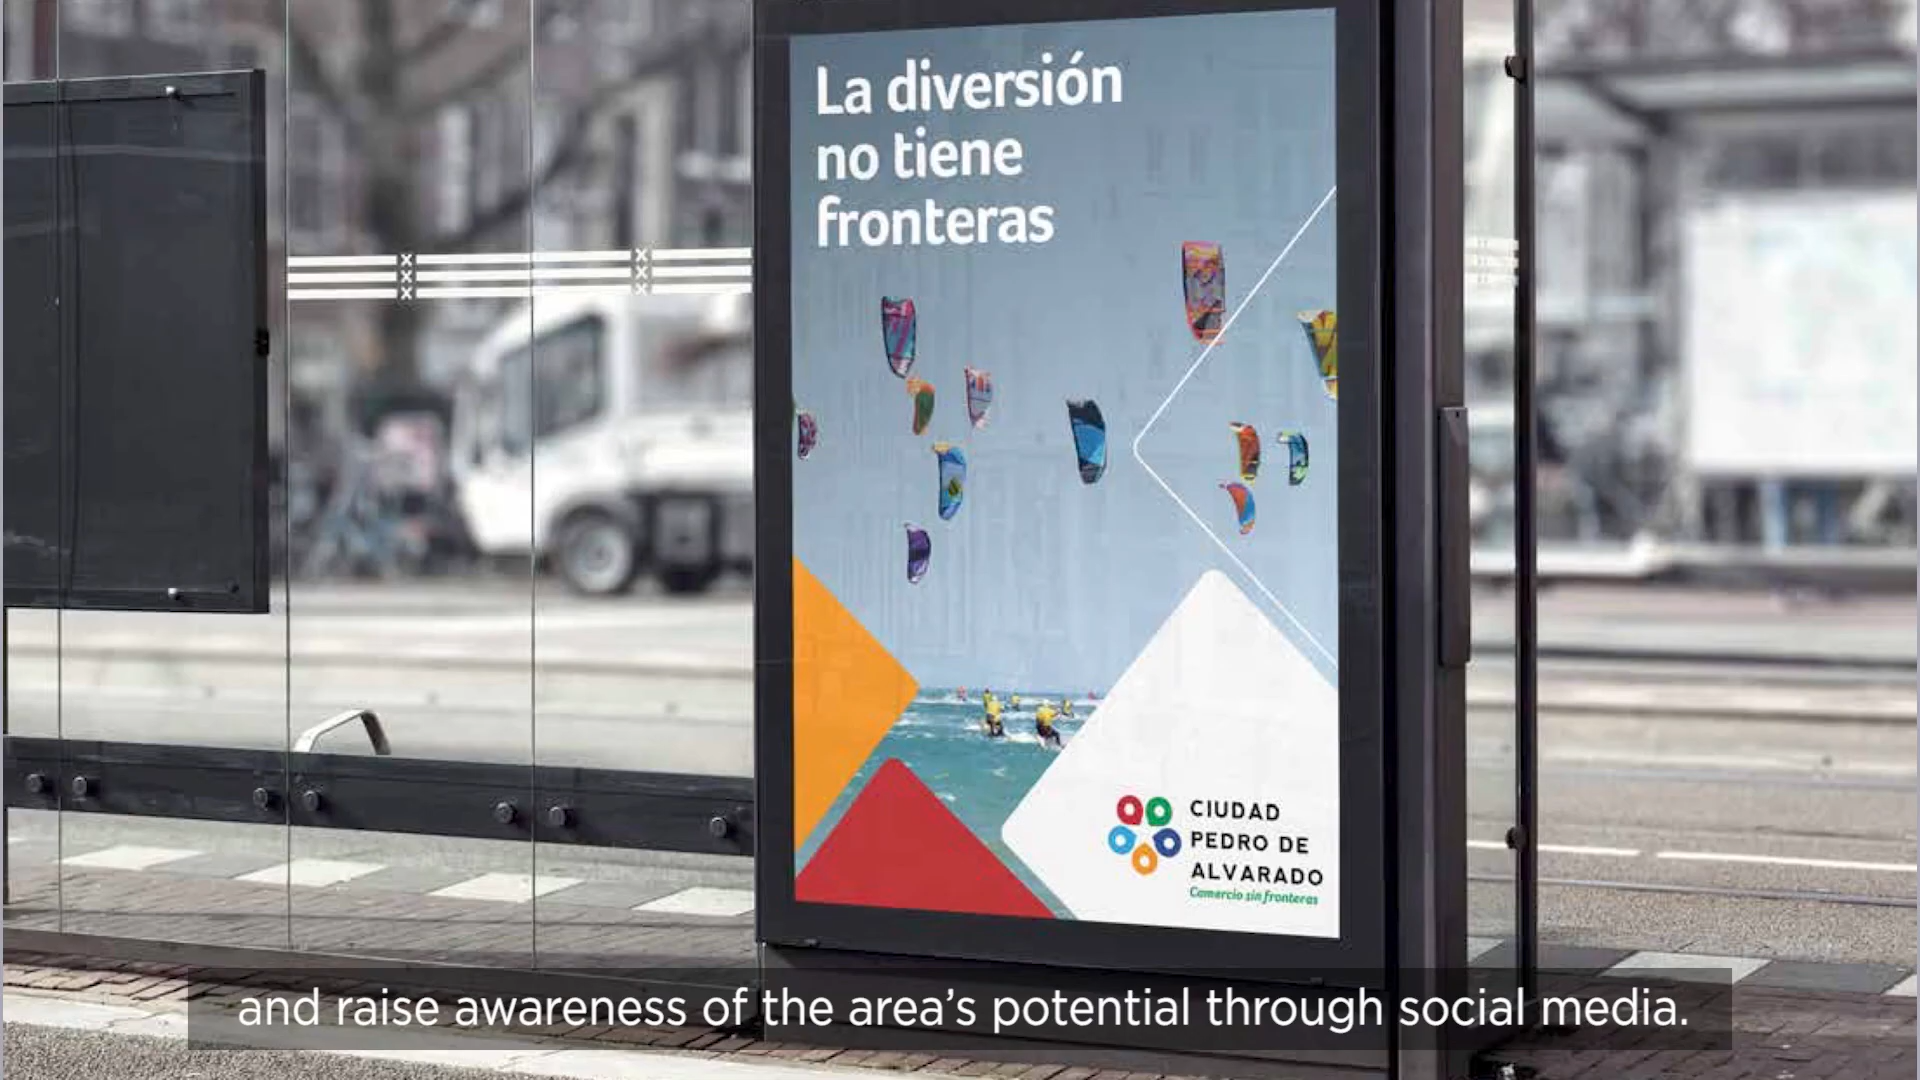 La diversión
no tiene
fronteras
CIUDAD
PEDRO DE
ALVARADO
Comercio sin fronteras
and raise awareness of the area's potential through social media.